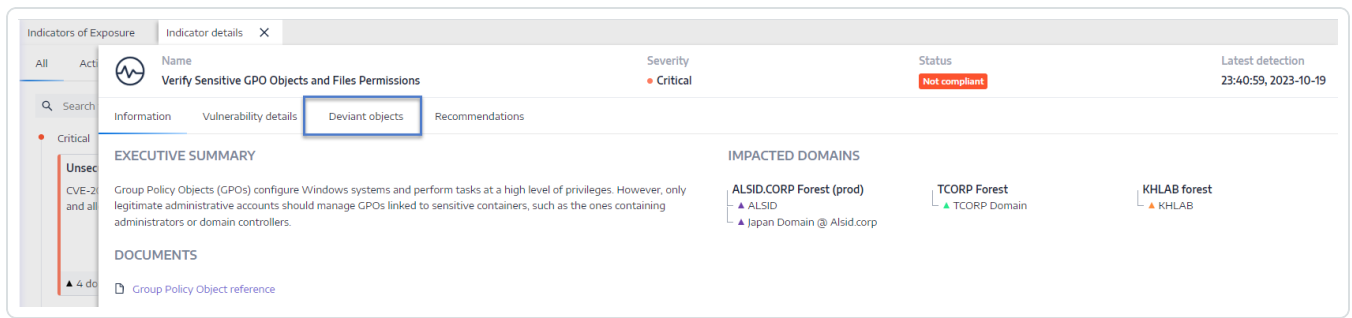 Indicators of Exposure
Indicator details
All
Name
Severity
Status
Latest detection
Verify Sensitive GPO Objects and Files Permissions
Critical
Not compliant
23:40:59, 2023-10-19
Search
Information
Vulnerability details
Deviant objects
Recommendations
Critical
EXECUTIVE SUMMARY
IMPACTED DOMAINS
Group Policy Objects (GPOs) configure Windows systems and perform tasks at a high level of privileges. However, only
legitimate administrative accounts should manage GPOs linked to sensitive containers, such as the ones containing
administrators or domain controllers.
ALSID.CORP Forest (prod)
ALSID
Japan Domain @ Alsid.corp
TCORP Forest
TCORP Domain
KHLAB forest
KHLAB
Unsec
CVE-20
and all
4 do
DOCUMENTS
Group Policy Object reference